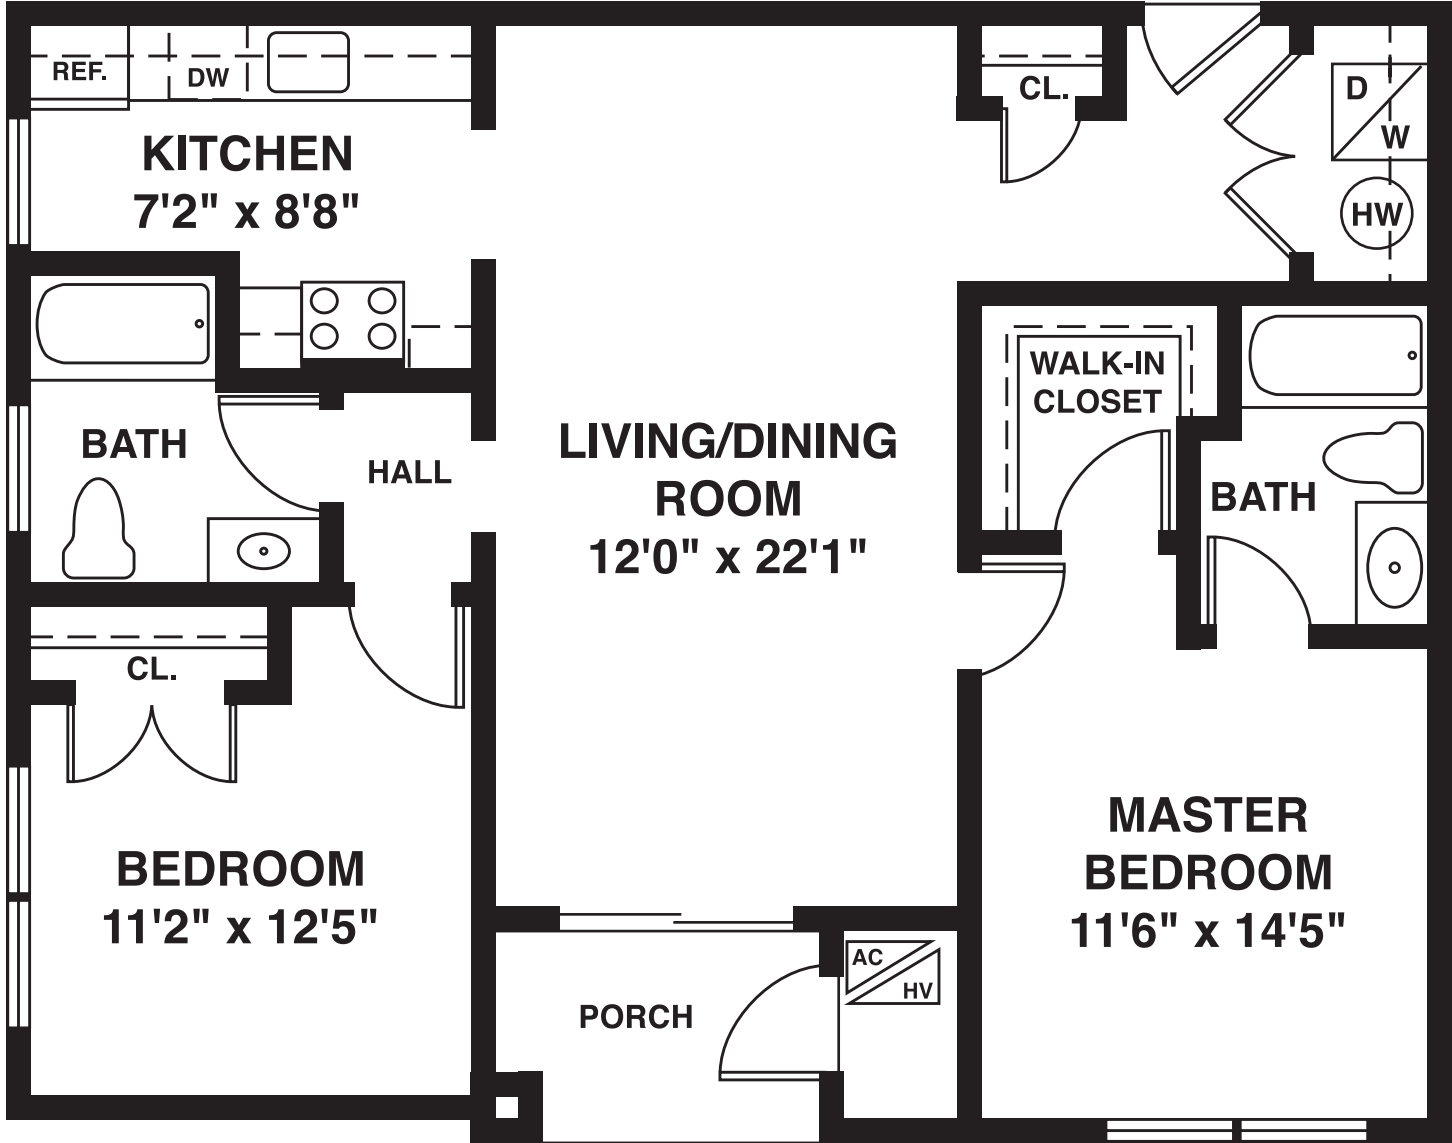 REF.
DW
KITCHEN
7'2" x 8'8"
CL.
D
W
HW
BATH
HALL
LIVING/DINING
ROOM
12'0" x 22'1"
WALK-IN
CLOSET
BATH
CL.
BEDROOM
11'2" x 12'5"
MASTER
BEDROOM
11'6" x 14'5"
PORCH
AC
HV